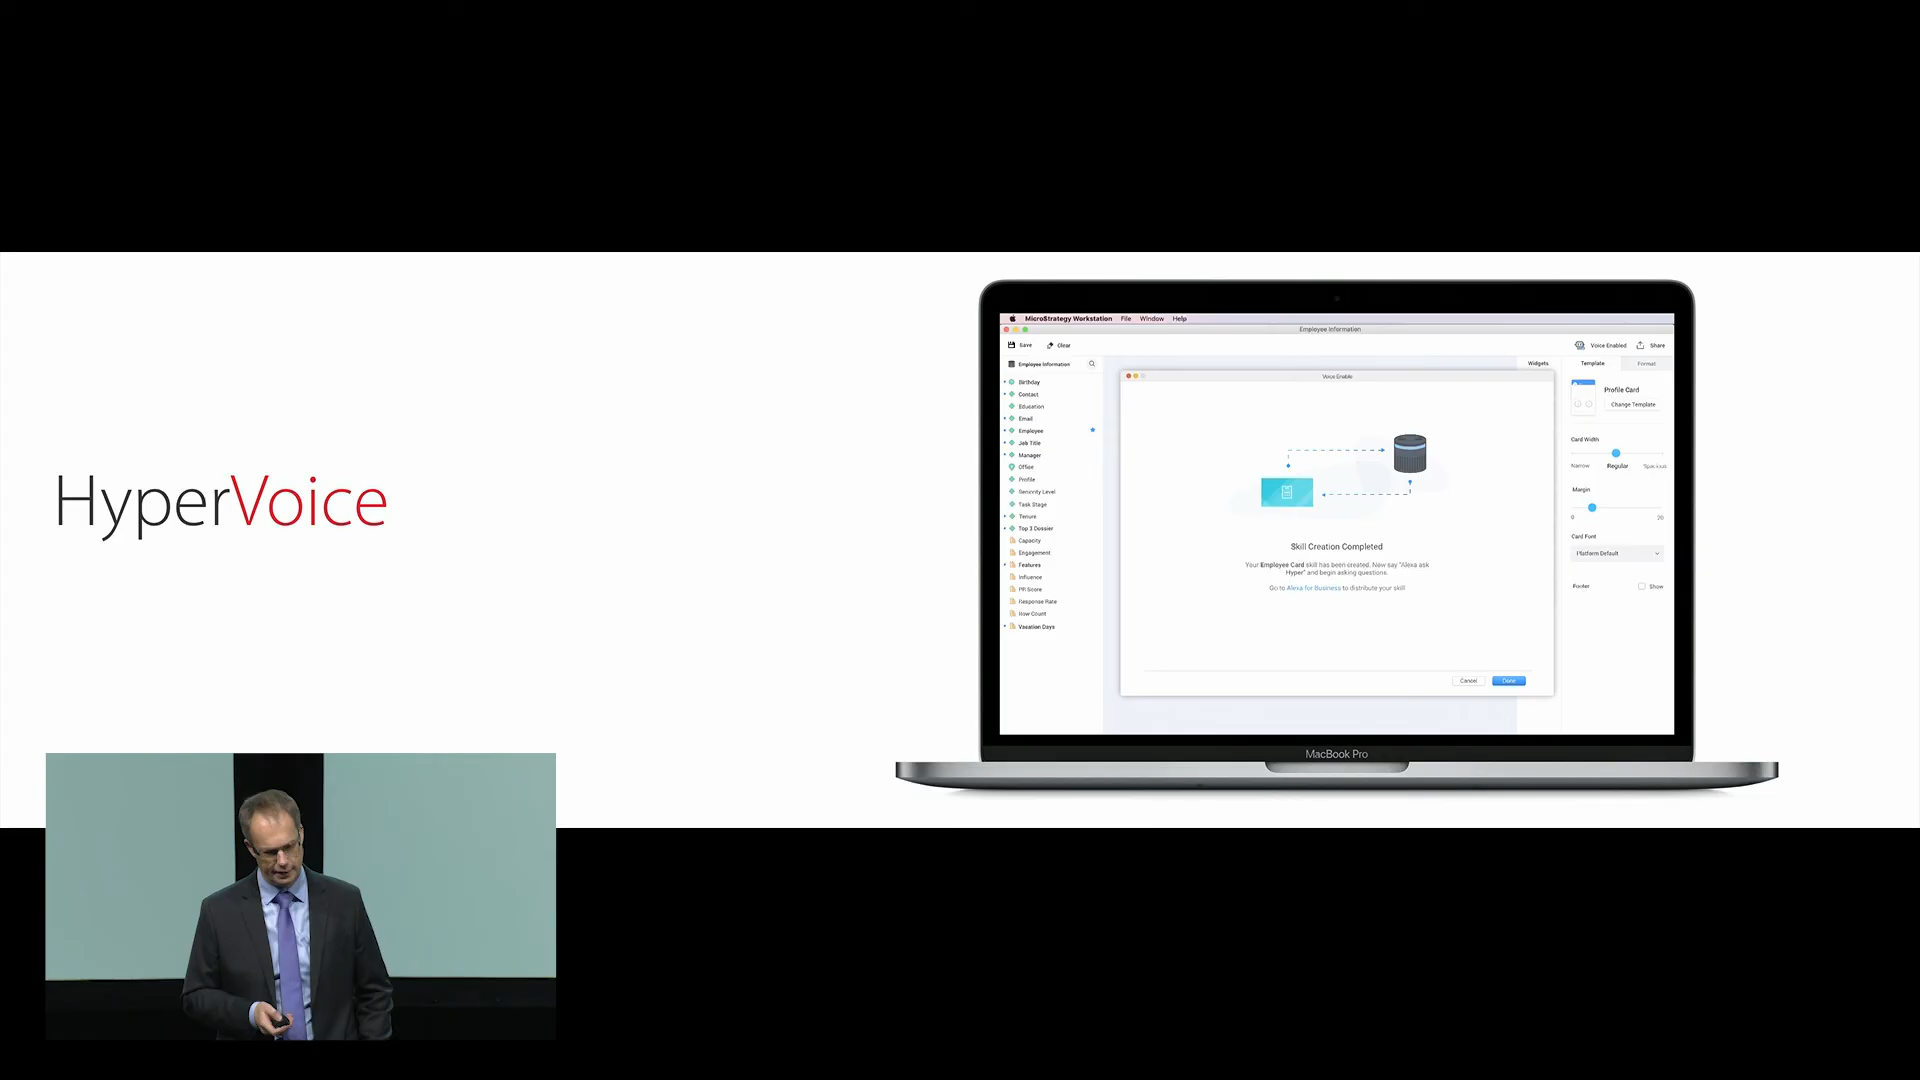 HyperVoice
MicroStrategy Workstation File Window Help
Employee Information
Save Clear
Voice Enabled Share
Employee Information
Birthday
Contact
Education
Email
Employee
Job Title
Manager
Office
Profile
Seniority Level
Task Stage
Tenure
Top 3 Dossier
Capacity
Engagement
Features
Influence
PR Score
Response Rate
Row Count
Vacation Days
Voice Enable
Skill Creation Completed
Your Employee Card skill has been created. Now say "Alexa ask
Hyper" and begin asking questions.
Go to Alexa for Business to distribute your skill
Cancel Done
Widgets
Template Format
Profile Card
Change Template
Card Width
Narrow Regular Spacious
Margin
0 20
Card Font
Platform Default
Footer Show
MacBook Pro